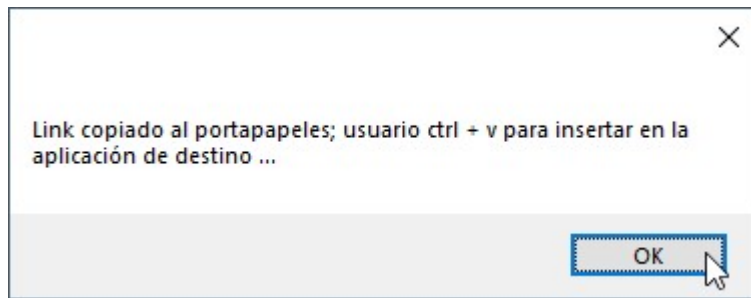 Link copiado al portapapeles; usuario ctrl + v para insertar en la
aplicación de destino ...
OK